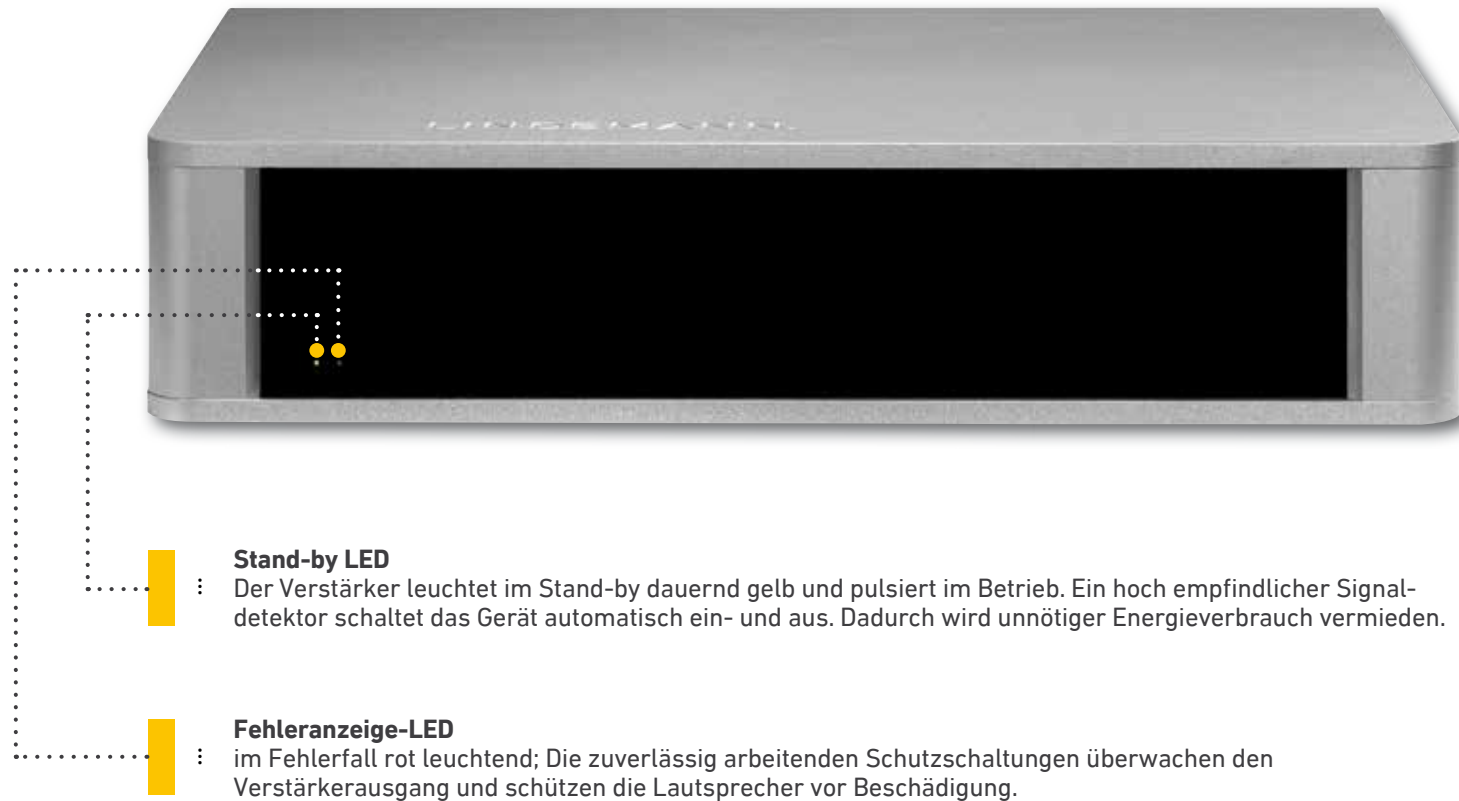 LINDEMANN.
Stand-by LED
Der Verstärker leuchtet im Stand-by dauernd gelb und pulsiert im Betrieb. Ein hoch empfindlicher Signal-
detektor schaltet das Gerät automatisch ein- und aus. Dadurch wird unnötiger Energieverbrauch vermieden.
Fehleranzeige-LED
im Fehlerfall rot leuchtend; Die zuverlässig arbeitenden Schutzschaltungen überwachen den
Verstärkerausgang und schützen die Lautsprecher vor Beschädigung.